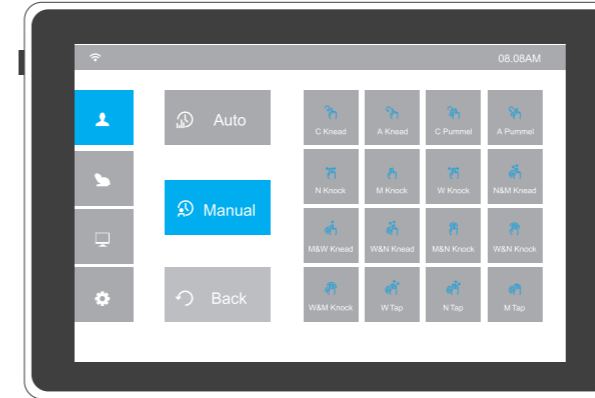 08.08AM
Auto
Manual
Back
C Knead A Knead C Pummel A Pummel
N Knock M Knock W Knock N&M Knead
M&W Knead W&N Knead M&N Knock W&N Knock
W&M Knock W Tap N Tap M Tap